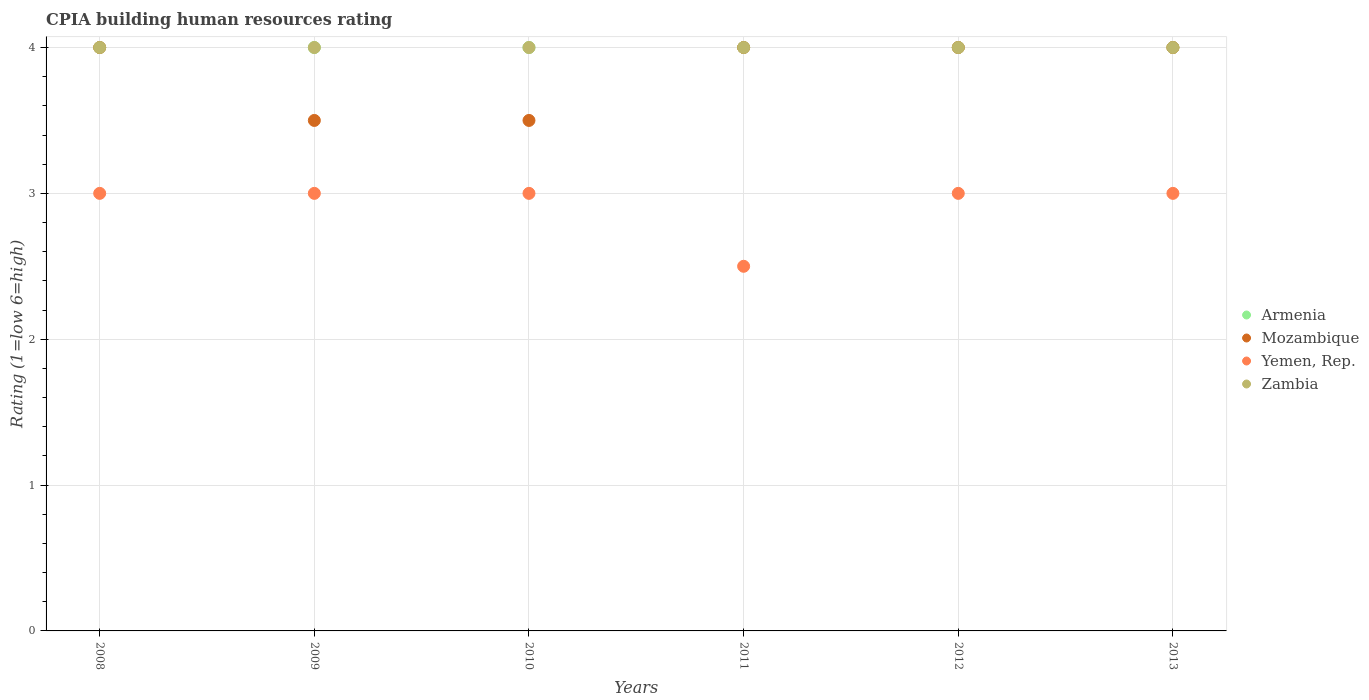 CPIA building human resources rating
Rating (1=low 6=high)
4
3
2
1
0
2008
2009
2010
2011
2012
2013
Years
Armenia
Mozambique
Yemen, Rep.
Zambia